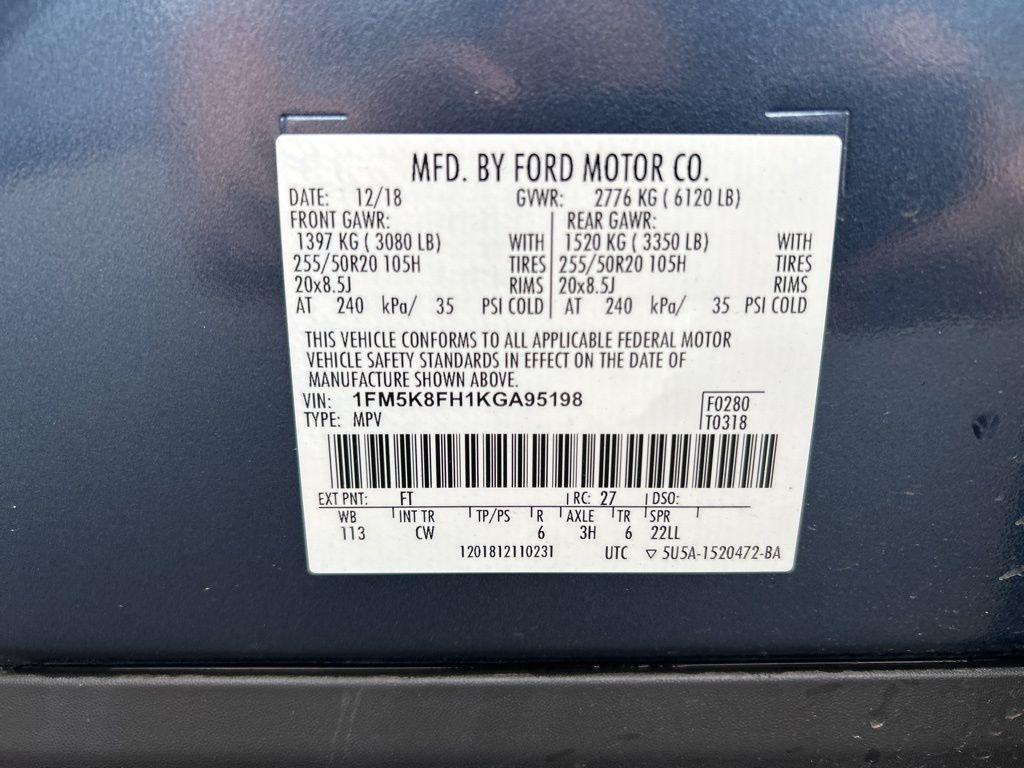 MFD. BY FORD MOTOR CO.
DATE: 12/18 GVWR: 2776 KG ( 6120 LB)
FRONT GAWR: REAR GAWR:
1397 KG ( 3080 LB) WITH 1520 KG ( 3350 LB) WITH
255/50R20 105H TIRES 255/50R20 105H TIRES
20x8.5J RIMS 20x8.5J RIMS
AT 240 kPa/ 35 PSI COLD AT 240 kPa/ 35 PSI COLD
THIS VEHICLE CONFORMS TO ALL APPLICABLE FEDERAL MOTOR
VEHICLE SAFETY STANDARDS IN EFFECT ON THE DATE OF
MANUFACTURE SHOWN ABOVE.
VIN: 1FM5K8FH1KGA95198 F0280
TYPE: MPV T0318
EXT PNT: FT RC: 27 DSO:
WB INT TR TP/PS R AXLE TR SPR
113 CW 6 3H 6 22LL
1201812110231 UTC ▽ 5U5A-1520472-BA